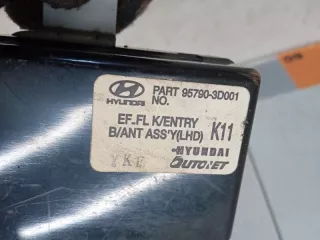 HYUNDAI
PART 95790-3D001
NO.
EF-FL K/ENTRY
B/ANT ASS'Y(LHD) K11
HYUNDAI
AUTONET